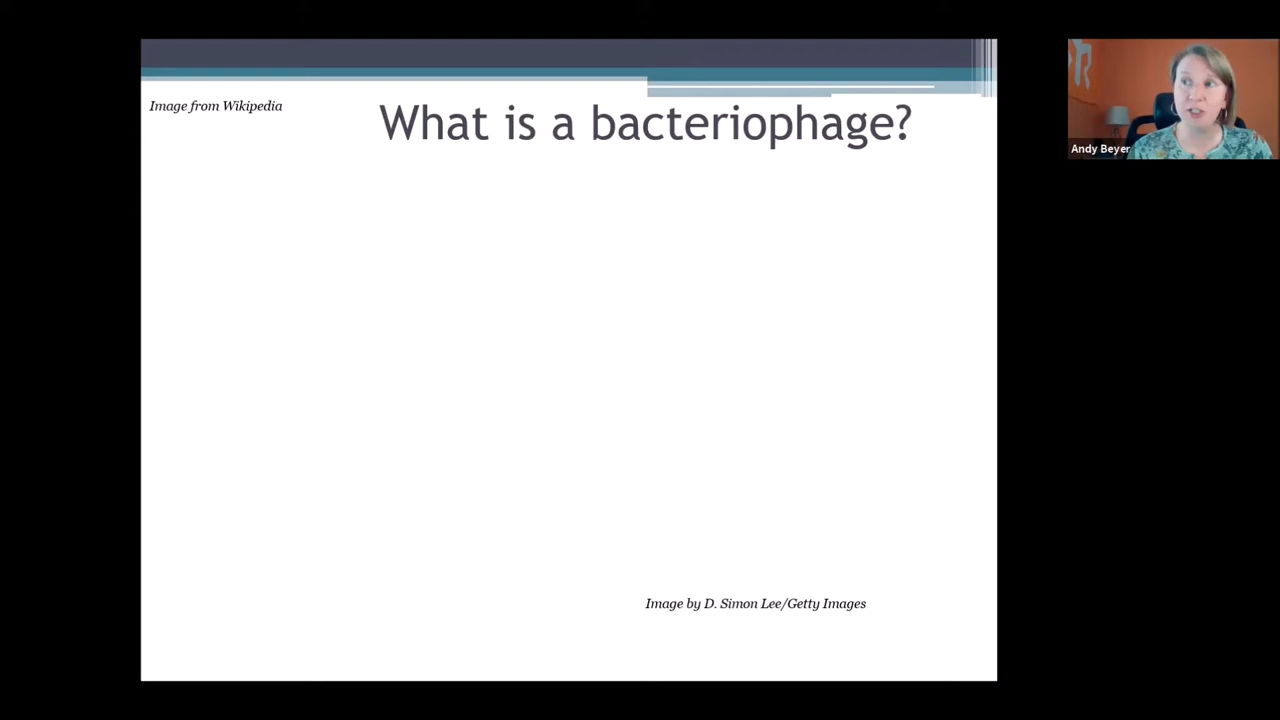 Image from Wikipedia
What is a bacteriophage?
Andy Beyer
Image by D. Simon Lee/Getty Images